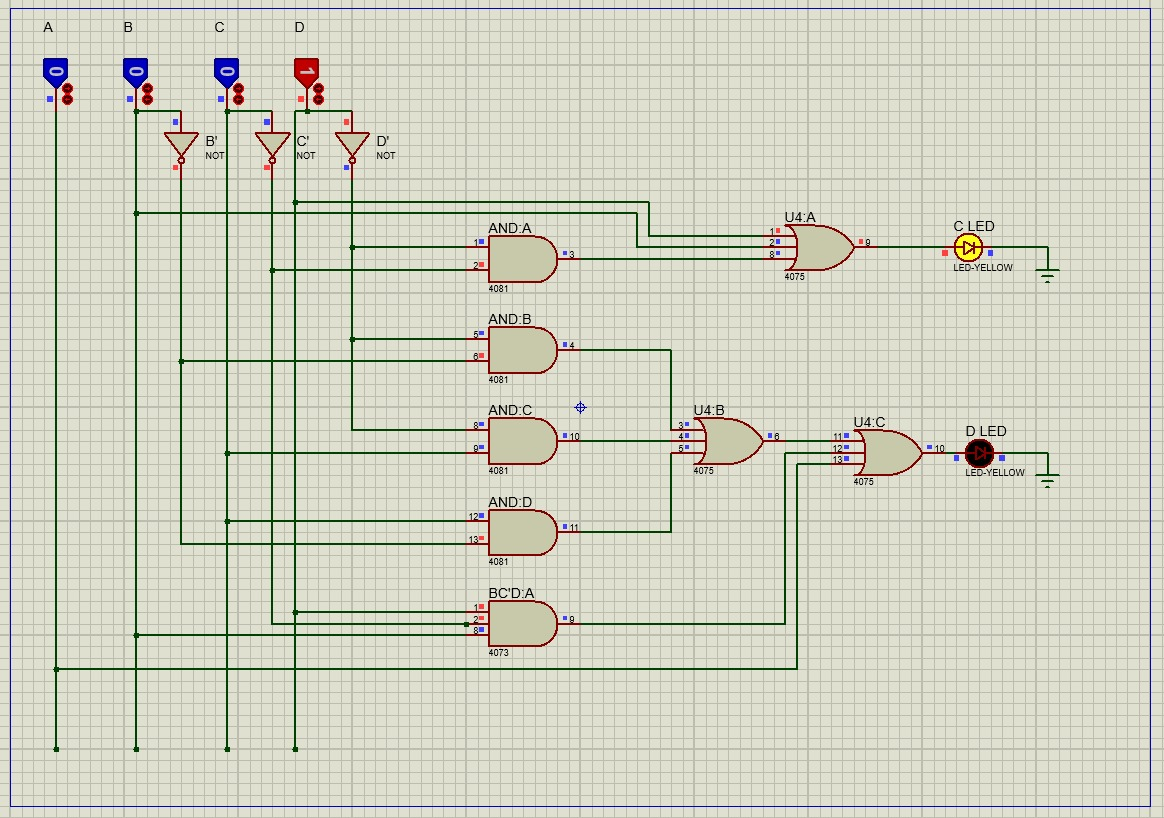 A B C D
0 0 0 1
B' C' D'
NOT NOT NOT
AND:A U4:A C LED
1 2 3 1 2 8 9
4081 4075 LED-YELLOW
AND:B
5 6 4
4081
AND:C U4:B U4:C D LED
8 9 10 3 4 5 6 11 12 13 10
4081 4075 4075 LED-YELLOW
AND:D
12 13 11
4081
BC'D:A
1 2 8 9
4073